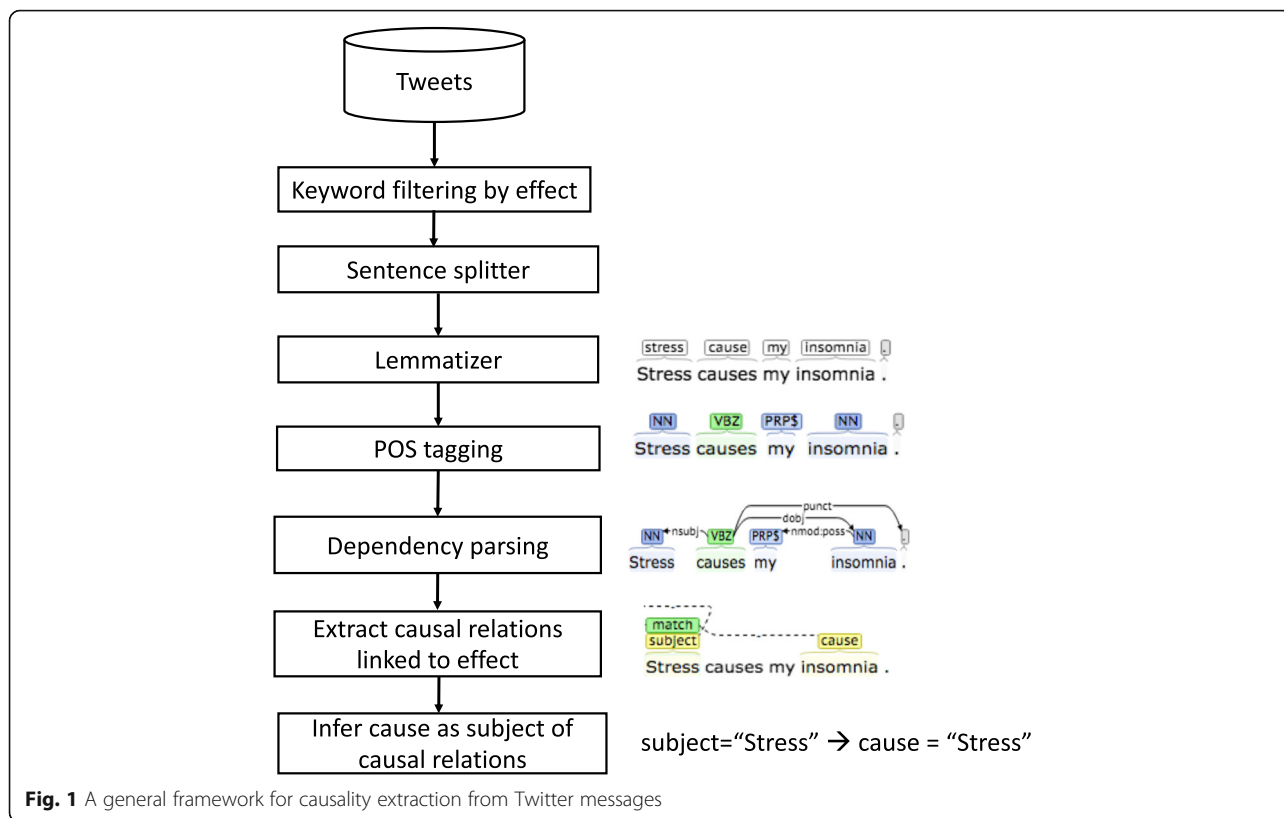 Tweets
Keyword filtering by effect
Sentence splitter
Lemmatizer
stress cause my insomnia .
Stress causes my insomnia .
POS tagging
NN VBZ PRP$ NN .
Stress causes my insomnia .
Dependency parsing
punct
dobj
NN nsubj VBZ PRP$ nmod:poss NN .
Stress causes my insomnia .
Extract causal relations
linked to effect
match
subject cause
Stress causes my insomnia .
Infer cause as subject of
causal relations
subject=“Stress” → cause = “Stress”
Fig. 1 A general framework for causality extraction from Twitter messages